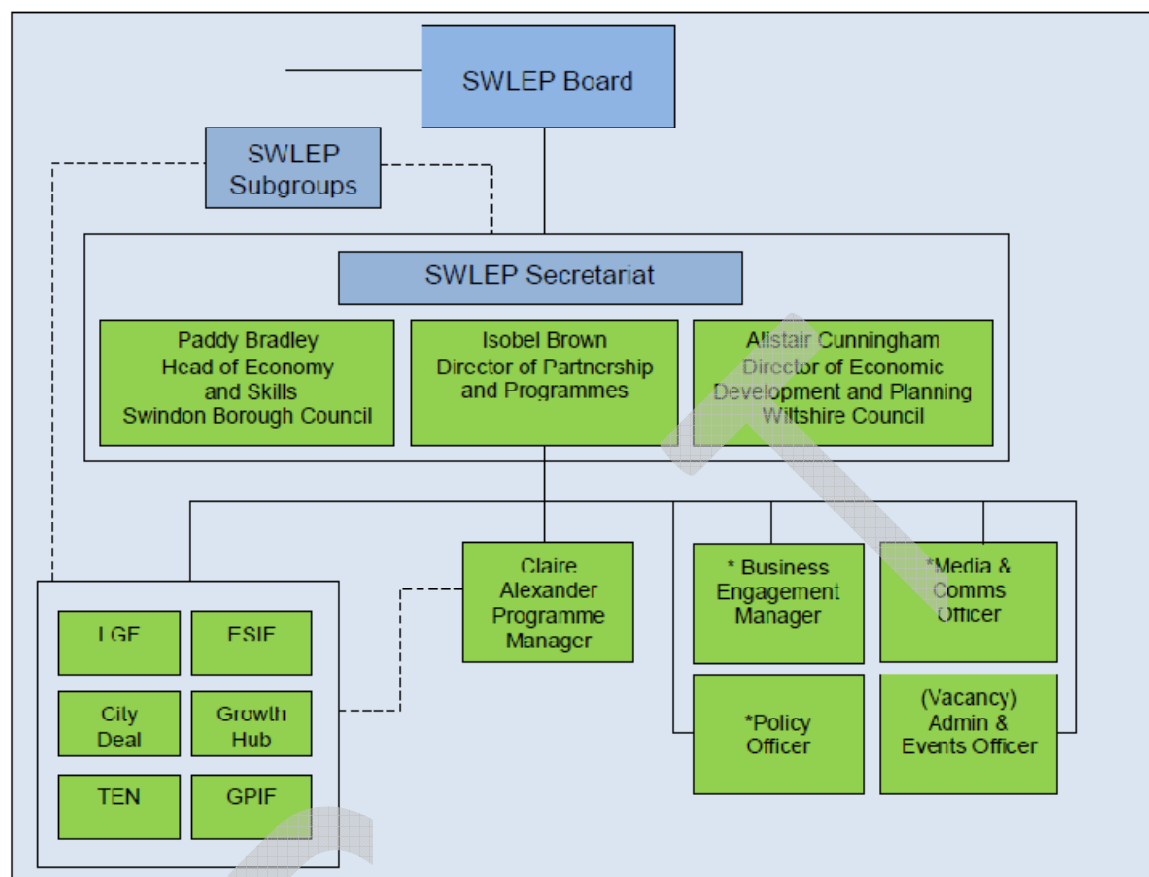 SWLEP Board
SWLEP
Subgroups
SWLEP Secretariat
Paddy Bradley
Head of Economy
and Skills
Swindon Borough Council
Isobel Brown
Director of Partnership
and Programmes
Alistair Cunningham
Director of Economic
Development and Planning
Wiltshire Council
Claire
Alexander
Programme
Manager
* Business
Engagement
Manager
*Media &
Comms
Officer
LGF
ESIF
City
Deal
Growth
Hub
TEN
GPIF
*Policy
Officer
(Vacancy)
Admin &
Events Officer